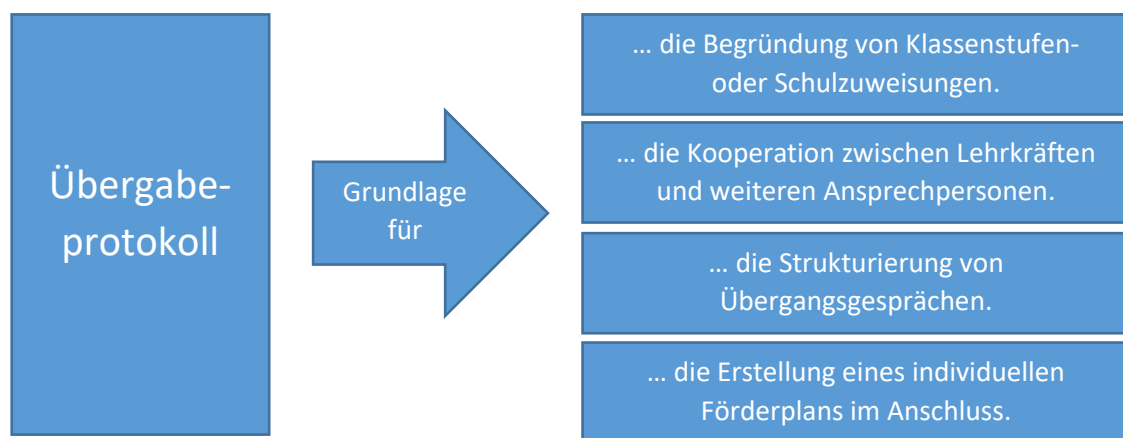 Übergabe-
protokoll
Grundlage
für
… die Begründung von Klassenstufen-
oder Schulzuweisungen.
… die Kooperation zwischen Lehrkräften
und weiteren Ansprechpersonen.
… die Strukturierung von
Übergangsgesprächen.
… die Erstellung eines individuellen
Förderplans im Anschluss.